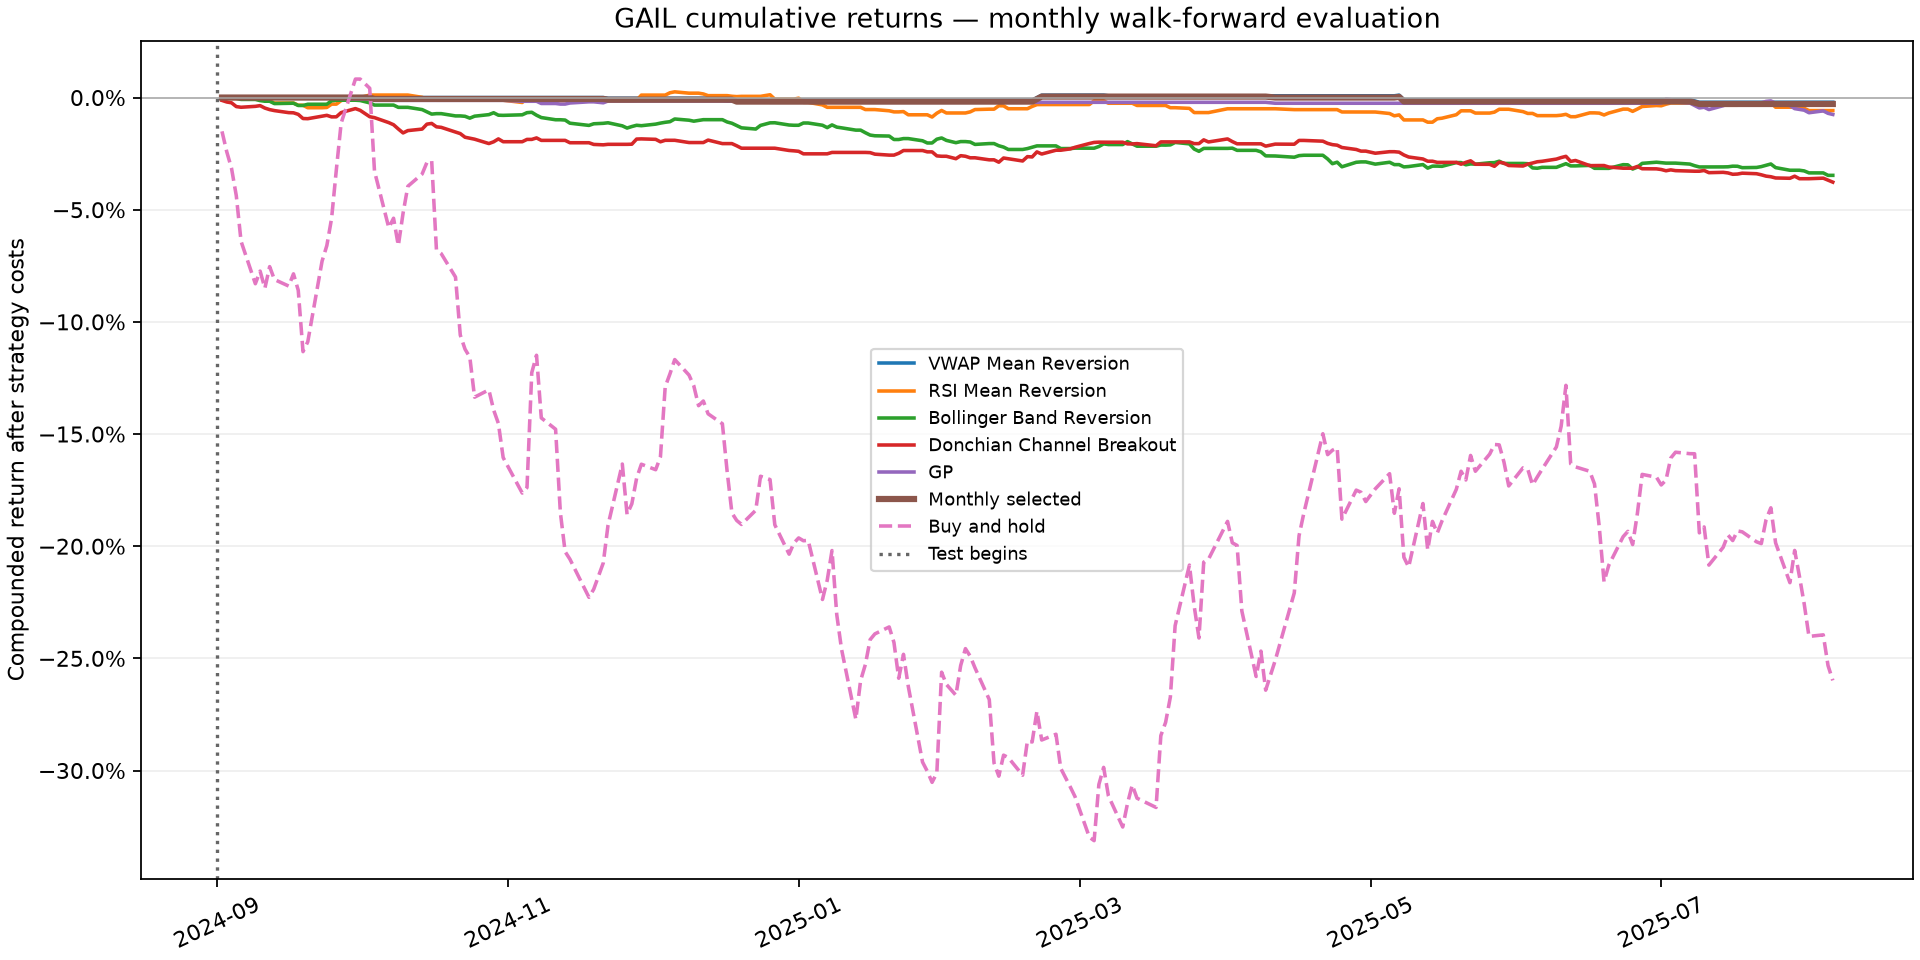 GAIL cumulative returns — monthly walk-forward evaluation
Compounded return after strategy costs
0.0%
−5.0%
−10.0%
−15.0%
−20.0%
−25.0%
−30.0%
VWAP Mean Reversion
RSI Mean Reversion
Bollinger Band Reversion
Donchian Channel Breakout
GP
Monthly selected
Buy and hold
Test begins
2024-09
2024-11
2025-01
2025-03
2025-05
2025-07